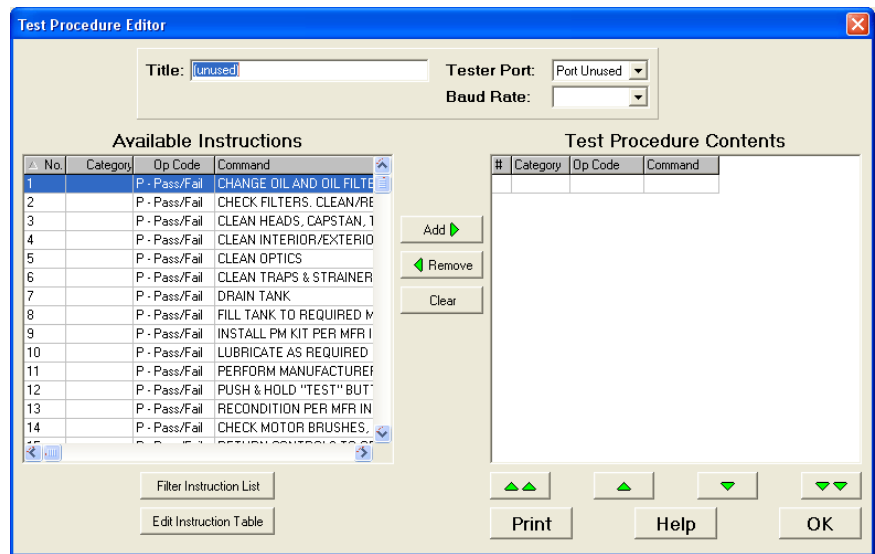 Test Procedure Editor
Title: (unused)
Tester Port: Port Unused
Baud Rate:
Available Instructions
No. Category Op Code Command
1 P - Pass/Fail CHANGE OIL AND OIL FILTE
2 P - Pass/Fail CHECK FILTERS. CLEAN/RE
3 P - Pass/Fail CLEAN HEADS, CAPSTAN, T
4 P - Pass/Fail CLEAN INTERIOR/EXTERIO
5 P - Pass/Fail CLEAN OPTICS
6 P - Pass/Fail CLEAN TRAPS & STRAINER
7 P - Pass/Fail DRAIN TANK
8 P - Pass/Fail FILL TANK TO REQUIRED M
9 P - Pass/Fail INSTALL PM KIT PER MFR I
10 P - Pass/Fail LUBRICATE AS REQUIRED
11 P - Pass/Fail PERFORM MANUFACTURER
12 P - Pass/Fail PUSH & HOLD "TEST" BUTT
13 P - Pass/Fail RECONDITION PER MFR IN
14 P - Pass/Fail CHECK MOTOR BRUSHES,
Add
Remove
Clear
Test Procedure Contents
# Category Op Code Command
Filter Instruction List
Edit Instruction Table
Print
Help
OK